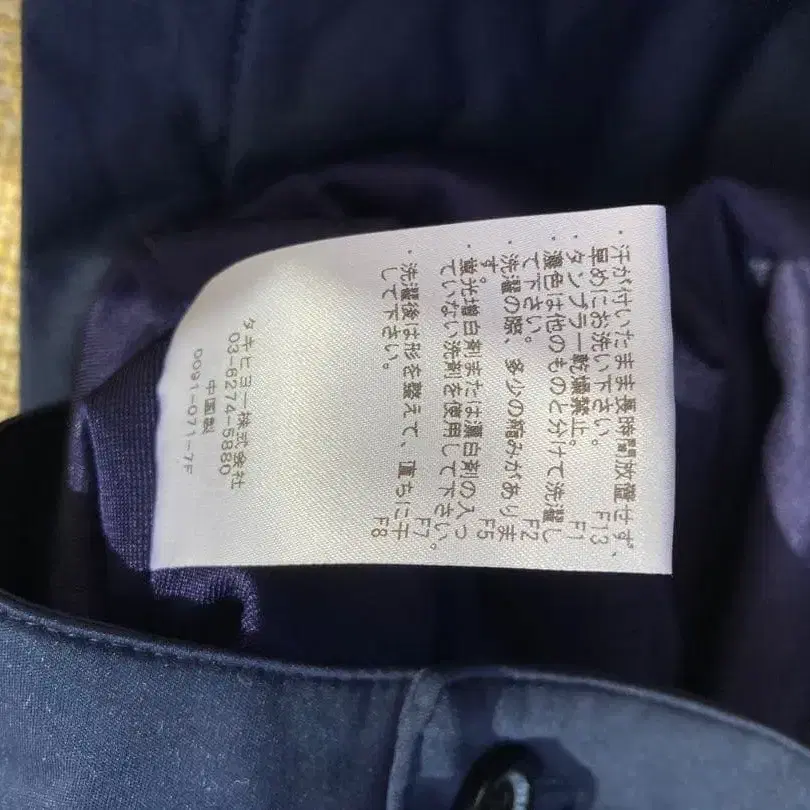 ・汗が付いたまま長時間放置せず、
早めにお洗い下さい。 F13
・タンブラー乾燥禁止。 F1
・濃色は他のものと分けて洗濯し
て下さい。 F2
・洗濯の際、多少の縮みがありま
す。 F5
・蛍光増白剤または漂白剤の入っ
ていない洗剤を使用して下さい。 F7
・洗濯後は形を整えて、直ちに干
して下さい。 F8
タキヒヨー株式会社
03-6274-5880
中国製
0091-071-7F